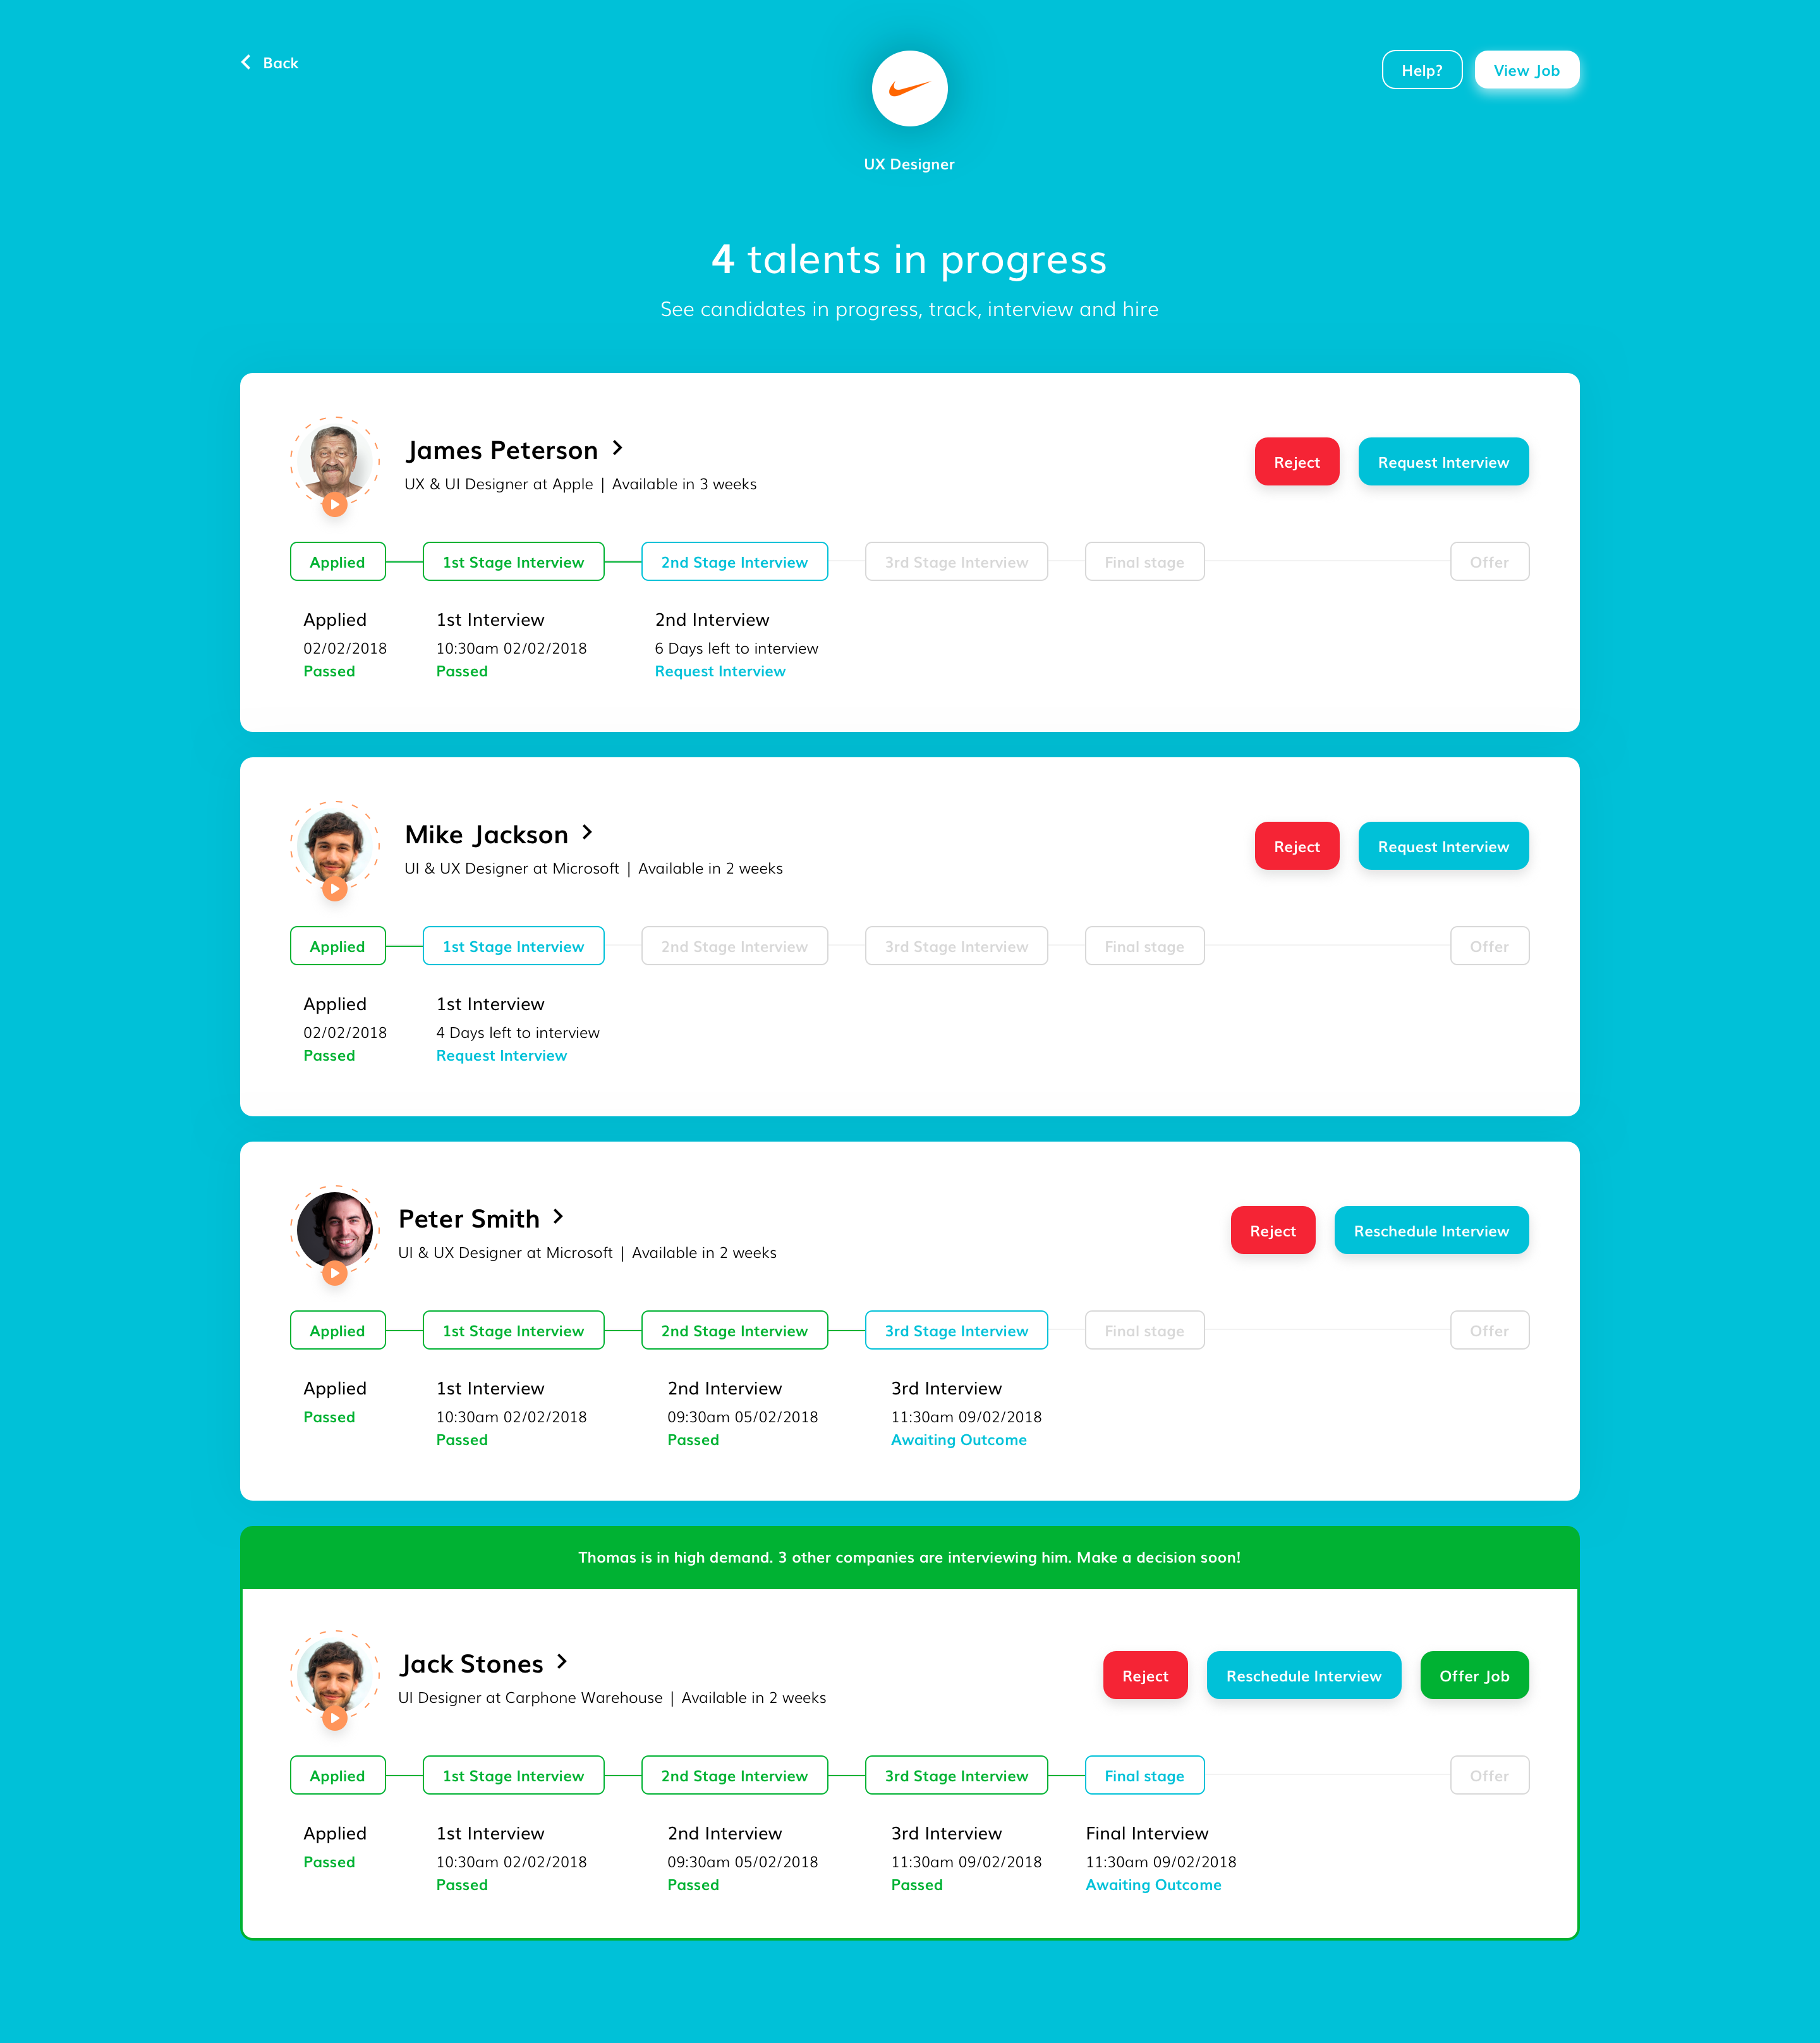 Back
Help?
View Job
UX Designer
4 talents in progress
See candidates in progress, track, interview and hire
James Peterson
UX & UI Designer at Apple | Available in 3 weeks
Reject
Request Interview
Applied
1st Stage Interview
2nd Stage Interview
3rd Stage Interview
Final stage
Offer
Applied
02/02/2018
Passed
1st Interview
10:30am 02/02/2018
Passed
2nd Interview
6 Days left to interview
Request Interview
Mike Jackson
UI & UX Designer at Microsoft | Available in 2 weeks
Reject
Request Interview
Applied
1st Stage Interview
2nd Stage Interview
3rd Stage Interview
Final stage
Offer
Applied
02/02/2018
Passed
1st Interview
4 Days left to interview
Request Interview
Peter Smith
UI & UX Designer at Microsoft | Available in 2 weeks
Reject
Reschedule Interview
Applied
1st Stage Interview
2nd Stage Interview
3rd Stage Interview
Final stage
Offer
Applied
Passed
1st Interview
10:30am 02/02/2018
Passed
2nd Interview
09:30am 05/02/2018
Passed
3rd Interview
11:30am 09/02/2018
Awaiting Outcome
Thomas is in high demand. 3 other companies are interviewing him. Make a decision soon!
Jack Stones
UI Designer at Carphone Warehouse | Available in 2 weeks
Reject
Reschedule Interview
Offer Job
Applied
1st Stage Interview
2nd Stage Interview
3rd Stage Interview
Final stage
Offer
Applied
Passed
1st Interview
10:30am 02/02/2018
Passed
2nd Interview
09:30am 05/02/2018
Passed
3rd Interview
11:30am 09/02/2018
Passed
Final Interview
11:30am 09/02/2018
Awaiting Outcome